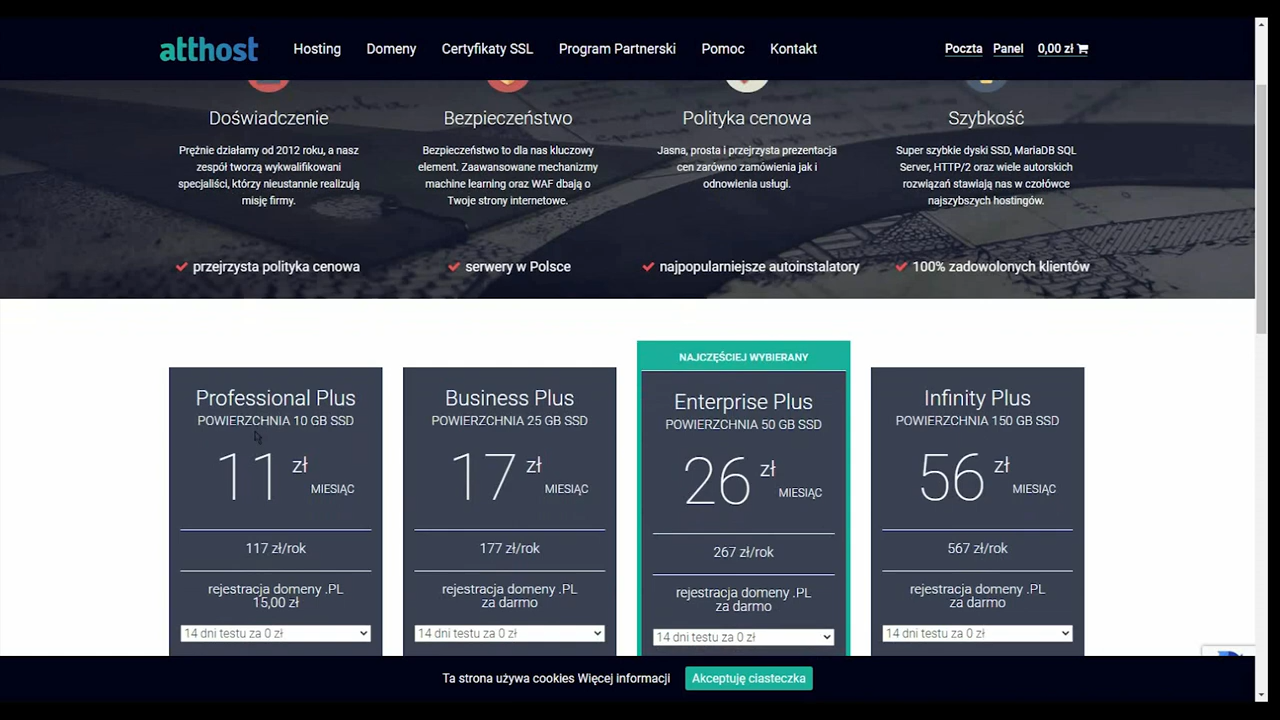 atthost
Hosting Domeny Certyfikaty SSL Program Partnerski Pomoc Kontakt
Poczta Panel 0,00 zł
Doświadczenie
Prężnie działamy od 2012 roku, a nasz
zespół tworzą wykwalifikowani
specjaliści, którzy nieustannie realizują
misję firmy.
Bezpieczeństwo
Bezpieczeństwo to dla nas kluczowy
element. Zaawansowane mechanizmy
machine learning oraz WAF dbają o
Twoje strony internetowe.
Polityka cenowa
Jasna, prosta i przejrzysta prezentacja
cen zarówno zamówienia jak i
odnowienia usługi.
Szybkość
Super szybkie dyski SSD, MariaDB SQL
Server, HTTP/2 oraz wiele autorskich
rozwiązań stawiają nas w czołówce
najszybszych hostingów.
przejrzysta polityka cenowa
serwery w Polsce
najpopularniejsze autoinstalatory
100% zadowolonych klientów
Professional Plus
POWIERZCHNIA 10 GB SSD
11 zł
MIESIĄC
117 zł/rok
rejestracja domeny .PL
15,00 zł
14 dni testu za 0 zł
Business Plus
POWIERZCHNIA 25 GB SSD
17 zł
MIESIĄC
177 zł/rok
rejestracja domeny .PL
za darmo
14 dni testu za 0 zł
NAJCZĘŚCIEJ WYBIERANY
Enterprise Plus
POWIERZCHNIA 50 GB SSD
26 zł
MIESIĄC
267 zł/rok
rejestracja domeny .PL
za darmo
14 dni testu za 0 zł
Infinity Plus
POWIERZCHNIA 150 GB SSD
56 zł
MIESIĄC
567 zł/rok
rejestracja domeny .PL
za darmo
14 dni testu za 0 zł
Ta strona używa cookies Więcej informacji
Akceptuję ciasteczka